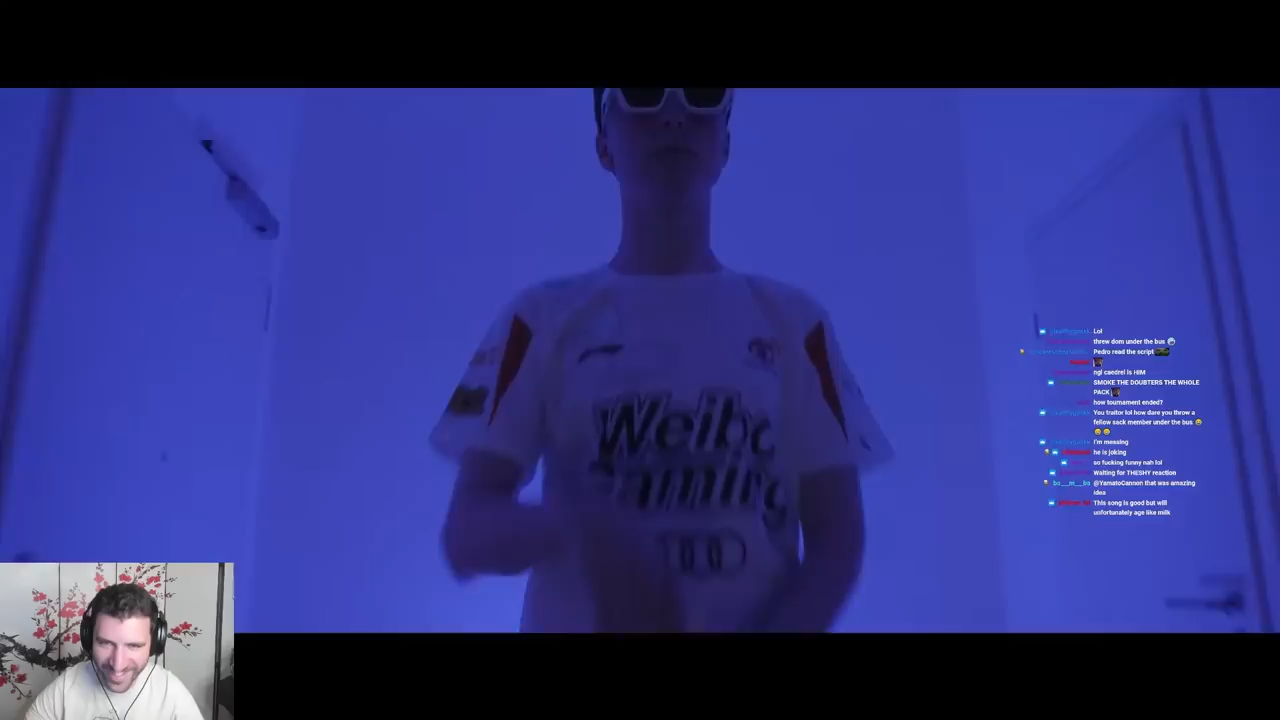 Weibo
Gaming
Lol
threw dom under the bus
Pedro read the script
ngl caedrel is HIM
SMOKE THE DOUBTERS THE WHOLE
PACK
how tournament ended?
You traitor lol how dare you throw a
fellow sack member under the bus
I'm messing
he is joking
so fucking funny nah lol
Waiting for THESHY reaction
ba__m__ba @YamatoCannon that was amazing
idea
This song is good but will
unfortunately age like milk